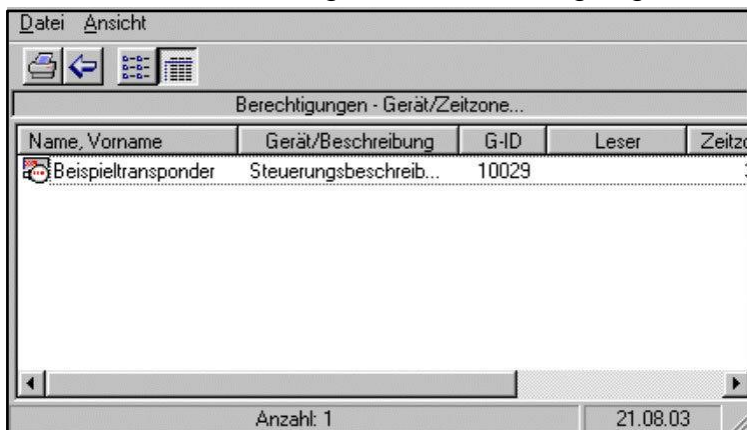 Datei Ansicht
Berechtigungen - Gerät/Zeitzone...
Name, Vorname Gerät/Beschreibung G-ID Leser
Beispieltransponder Steuerungsbeschreib... 10029
Anzahl: 1 21.08.03